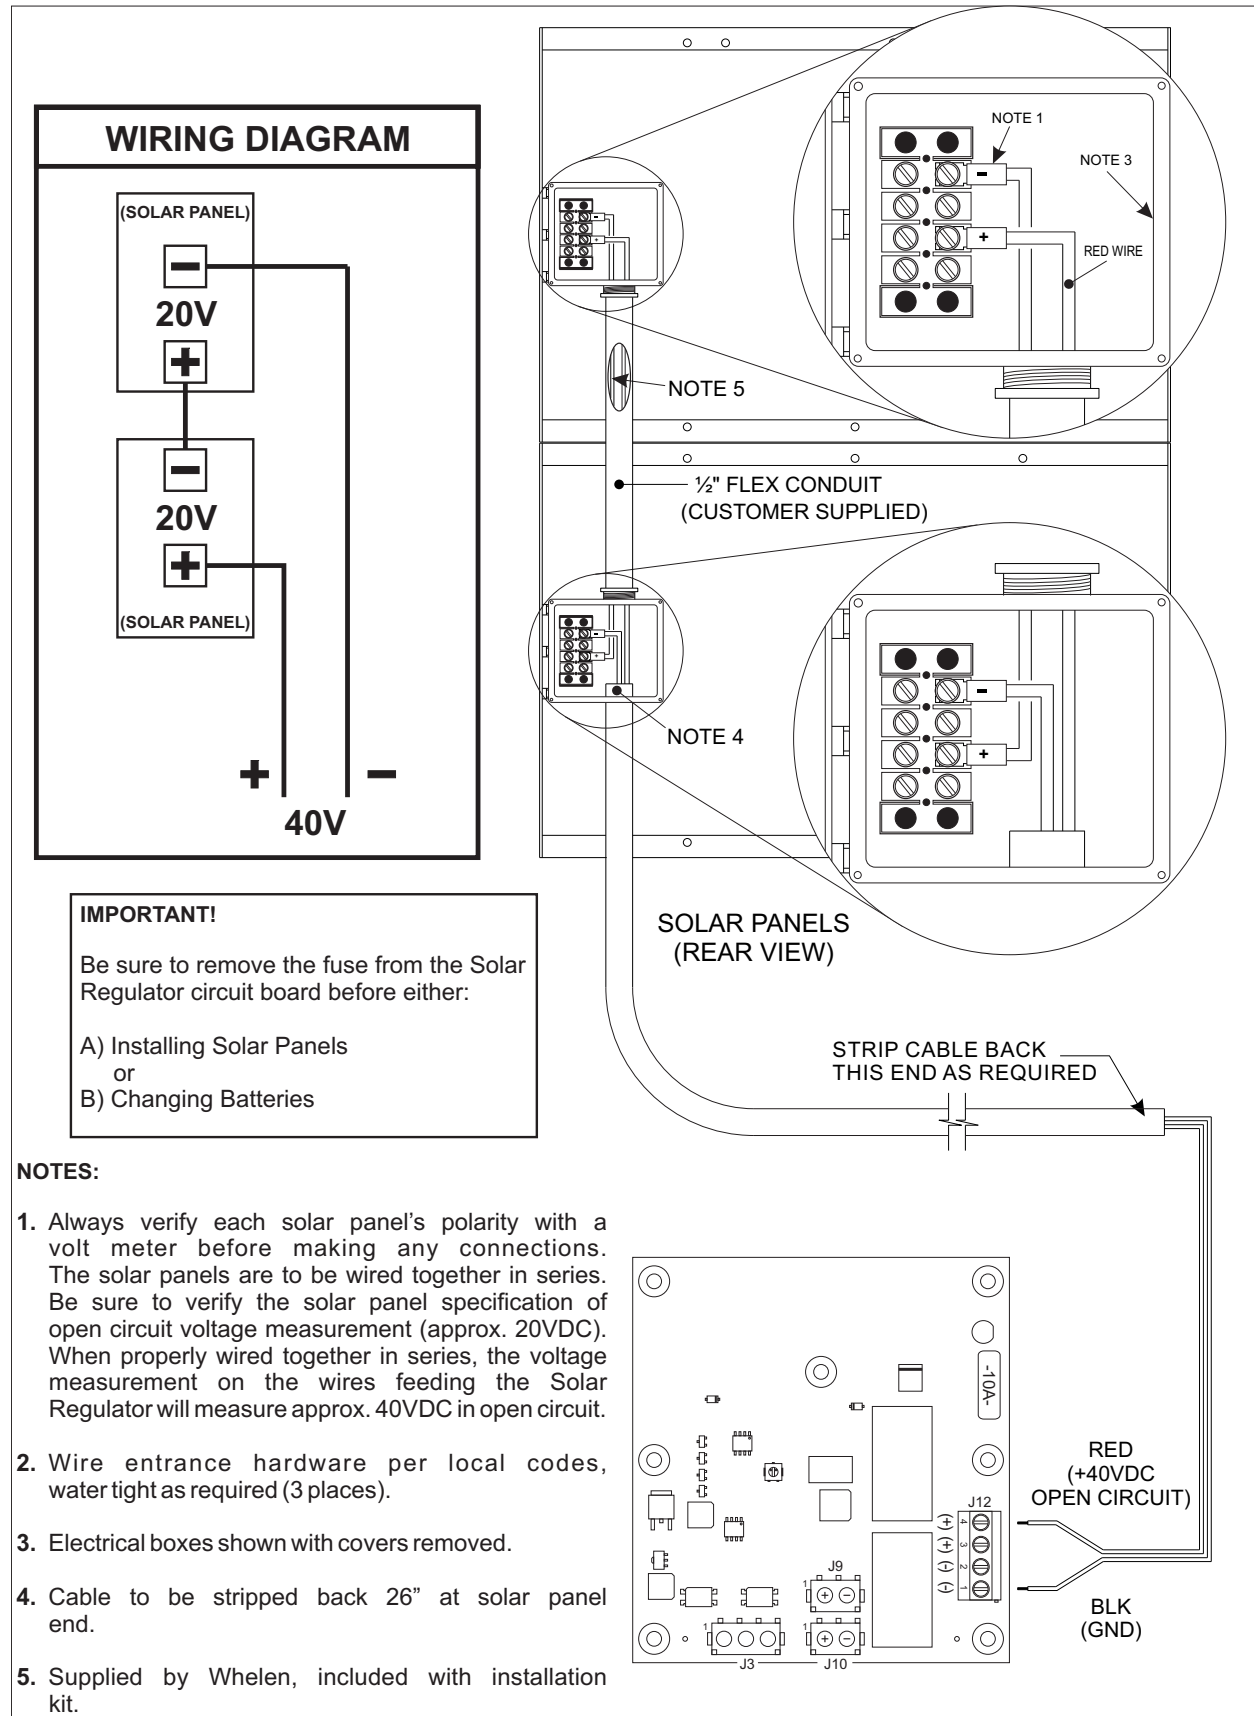 WIRING DIAGRAM
(SOLAR PANEL)
−
20V
+
−
20V
+
(SOLAR PANEL)
+ −
40V
NOTE 1
NOTE 3
-
+
RED WIRE
-
+
NOTE 5
½" FLEX CONDUIT
(CUSTOMER SUPPLIED)
-
+
-
+
NOTE 4
SOLAR PANELS
(REAR VIEW)
STRIP CABLE BACK
THIS END AS REQUIRED
IMPORTANT!
Be sure to remove the fuse from the Solar
Regulator circuit board before either:
A) Installing Solar Panels
or
B) Changing Batteries
NOTES:
1. Always verify each solar panel’s polarity with a
volt meter before making any connections.
The solar panels are to be wired together in series.
Be sure to verify the solar panel specification of
open circuit voltage measurement (approx. 20VDC).
When properly wired together in series, the voltage
measurement on the wires feeding the Solar
Regulator will measure approx. 40VDC in open circuit.
2. Wire entrance hardware per local codes,
water tight as required (3 places).
3. Electrical boxes shown with covers removed.
4. Cable to be stripped back 26” at solar panel
end.
5. Supplied by Whelen, included with installation
kit.
-10A-
RED
(+40VDC
OPEN CIRCUIT)
J12
(+) 4
(+) 3
(-) 2
(-) 1
BLK
(GND)
J9
1 + −
1
J3
1 + −
J10